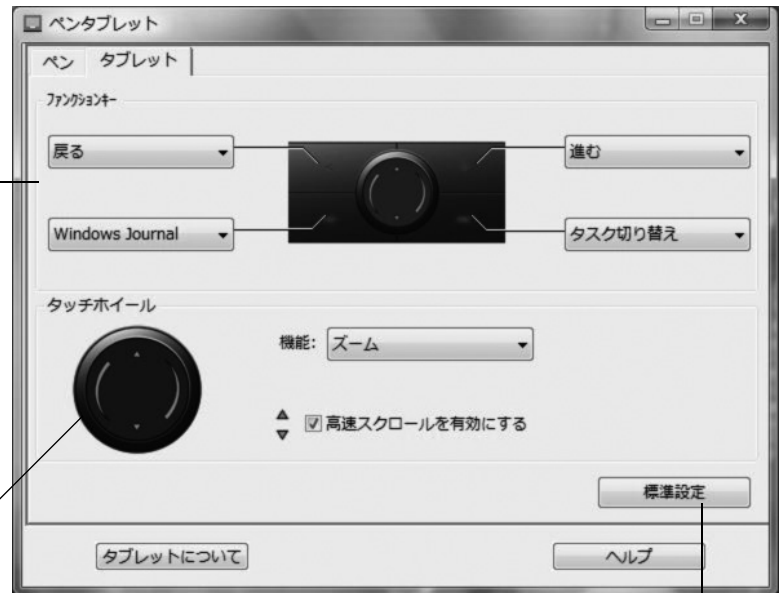 ペンタブレット
ペン タブレット
ファンクションキー
戻る 進む
Windows Journal タスク切り替え
タッチホイール
機能: ズーム
高速スクロールを有効にする
標準設定
タブレットについて ヘルプ